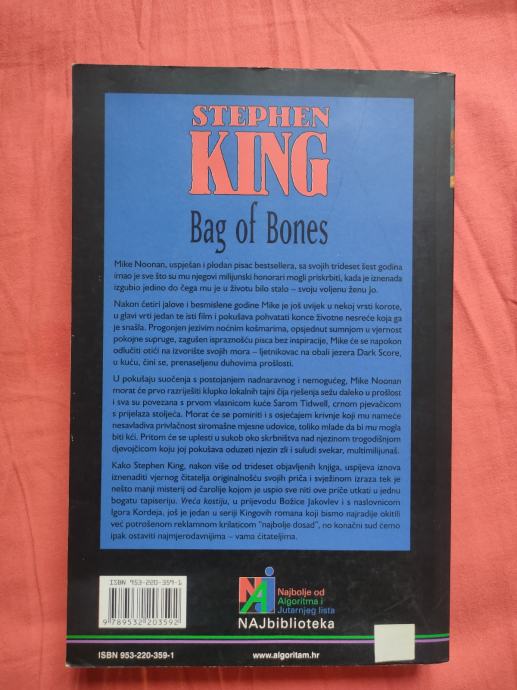 STEPHEN
KING
Bag of Bones
Mike Noonan, uspješan i plodan pisac bestsellera, sa svojih trideset šest godina
imao je sve što su mu njegovi milijunski honorari mogli priskrbiti, kada je iznenada
izgubio jedino do čega mu je u životu bilo stalo – svoju voljenu ženu Jo.
Nakon četiri jalove i besmislene godine Mike je još uvijek u nekoj vrsti korote,
u glavi vrti jedan te isti film i pokušava pohvatati konce životne nesreće koja ga
je snašla. Progonjen jezivim noćnim košmarima, opsjednut sumnjom u vjernost
pokojne supruge, zagušen ispraznošću pisca bez inspiracije, Mike će se napokon
odlučiti otići na izvorište svojih mora – ljetnikovac na obali jezera Dark Score,
u kuću, čini se, prenaseljenu duhovima prošlosti.
U pokušaju suočenja s postojanjem nadnaravnog i nemogućeg, Mike Noonan
morat će prvo razriješiti klupko lokalnih tajni čija rješenja sežu daleko u prošlost
i sva su povezana s prvom vlasnicom kuće Sarom Tidwell, crnom pjevačicom
s prijelaza stoljeća. Morat će se pomiriti i s osjećajem krivnje koji mu nameće
nesavladiva privlačnost siromašne mjesne udovice, toliko mlade da bi mu mogla
biti kći. Pritom će se uplesti u sukob oko skrbništva nad njezinom trogodišnjom
djevojčicom koju joj pokušava oduzeti njezin zli i suludi svekar, multimilijunaš.
Kako Stephen King, nakon više od trideset objavljenih knjiga, uspijeva iznova
iznenaditi vjernog čitatelja originalnošću svojih priča i svježinom izraza tek je
nešto manji misterij od čarolije kojom je uspio sve niti ove priče utkati u jednu
bogatu tapiseriju. Vreća kostiju, u prijevodu Božice Jakovlev i s naslovnicom
Igora Kordeja, još je jedan u seriji Kingovih romana koji bismo najradije okitili
već potrošenom reklamnom krilaticom "najbolje dosad", no konačni sud ćemo
ipak ostaviti najmjerodavnijima – vama čitateljima.
ISBN 953-220-359-1
9 789532 203592
NAJ
Najbolje od
Algoritma i
Jutarnjeg lista
NAJbiblioteka
ISBN 953-220-359-1
www.algoritam.hr